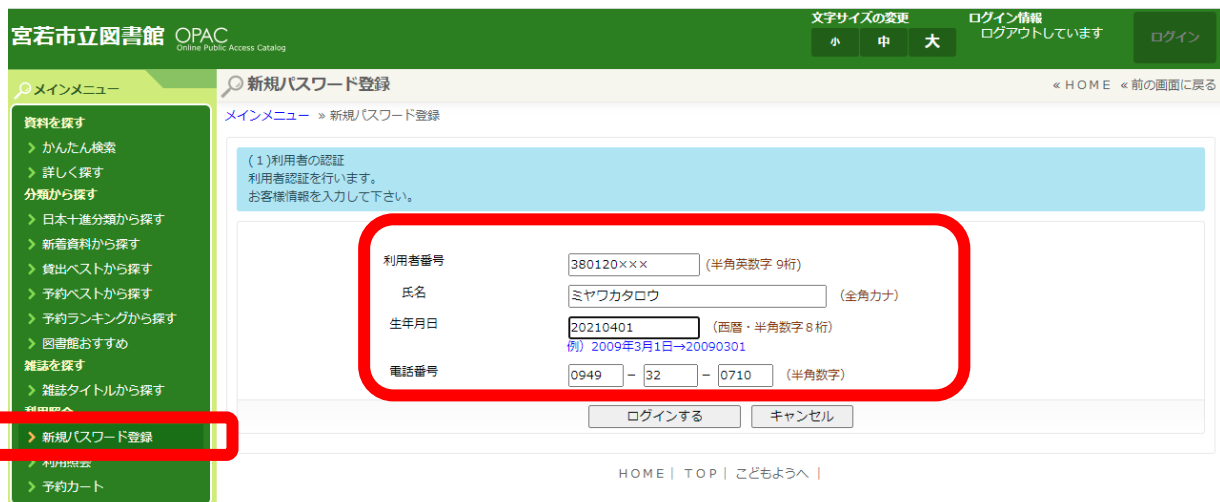 宮若市立図書館 OPAC
Online Public Access Catalog
文字サイズの変更
小 中 大
ログイン情報
ログアウトしています
ログイン
メインメニュー
資料を探す
かんたん検索
詳しく探す
分類から探す
日本十進分類から探す
新着資料から探す
貸出ベストから探す
予約ベストから探す
予約ランキングから探す
図書館おすすめ
雑誌を探す
雑誌タイトルから探す
利用照会
新規パスワード登録
利用照会
予約カート
新規パスワード登録
« HOME « 前の画面に戻る
メインメニュー » 新規パスワード登録
(1)利用者の認証
利用者認証を行います。
お客様情報を入力して下さい。
利用者番号 380120××× (半角英数字 9桁)
氏名 ミヤワカタロウ (全角カナ)
生年月日 20210401 (西暦・半角数字8桁)
例）2009年3月1日→20090301
電話番号 0949 − 32 − 0710 (半角数字)
ログインする キャンセル
HOME| TOP| こどもようへ |